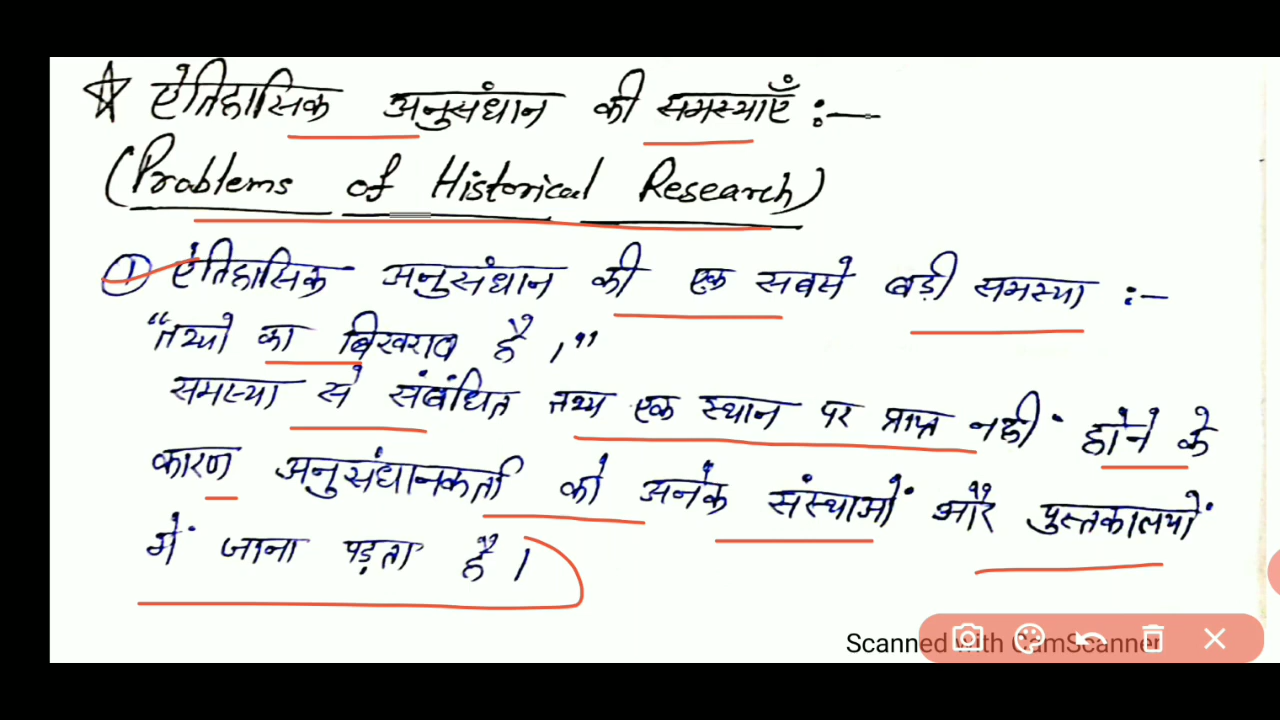 ☆ ऐतिहासिक अनुसंधान की समस्याएँ :—
(Problems of Historical Research)
① ऐतिहासिक अनुसंधान की एक सबसे बड़ी समस्या :—
“तथ्यो का बिखराव है ।”
समस्या से संबंधित तथ्य एक स्थान पर प्राप्त नहीं होने के
कारण अनुसंधानकर्ता को अनेक संस्थाओं और पुस्तकालयों
में जाना पड़ता है ।
Scanned with CamScanner